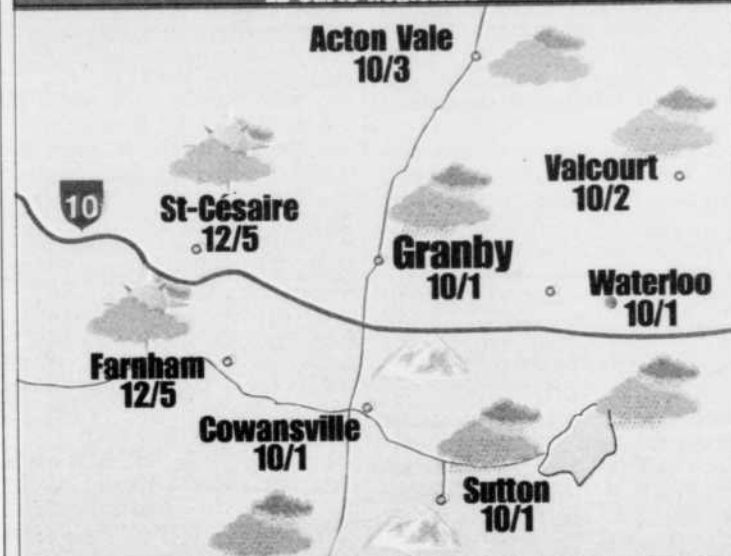 Acton Vale
10/3
Valcourt
10/2
10
St-Césaire
12/5
Granby
10/1
Waterloo
10/1
Farnham
12/5
Cowansville
10/1
Sutton
10/1